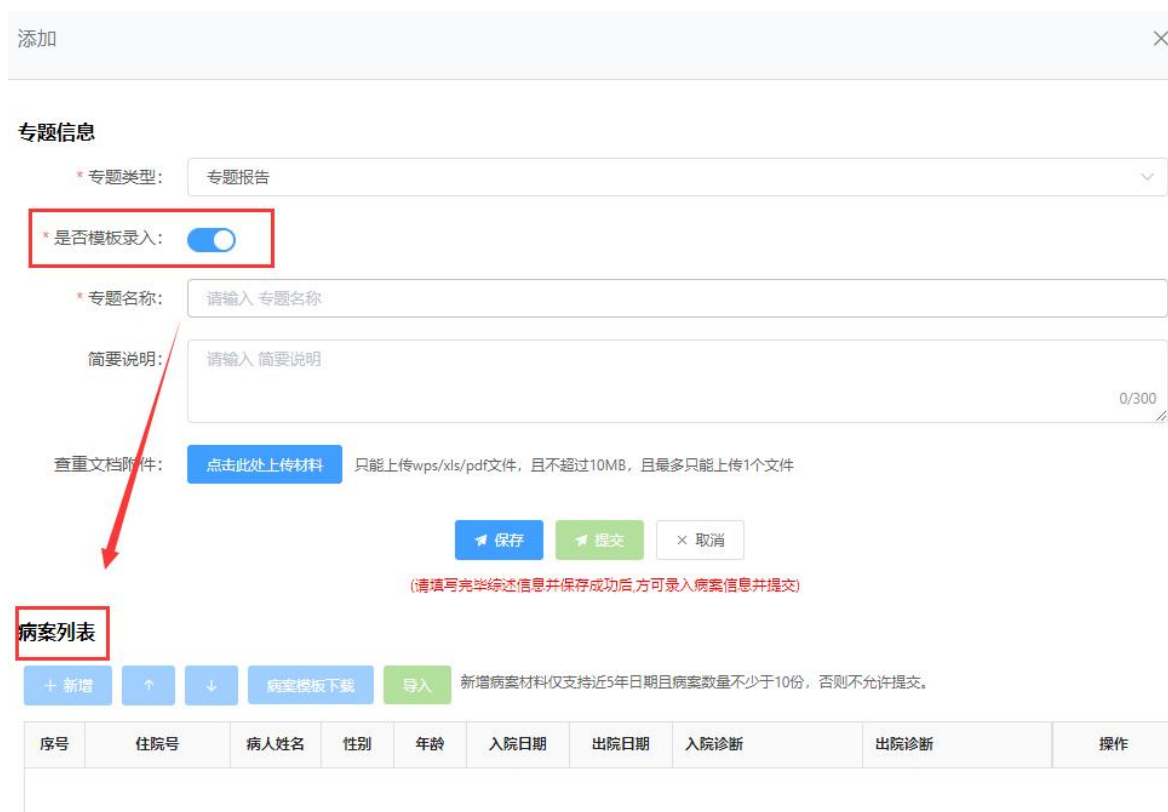 添加
专题信息
* 专题类型： 专题报告
* 是否模板录入：
* 专题名称： 请输入 专题名称
简要说明： 请输入 简要说明
0/300
查重文档附件： 点击此处上传材料 只能上传wps/xls/pdf文件，且不超过10MB，且最多只能上传1个文件
保存 提交 × 取消
(请填写完毕综述信息并保存成功后,方可录入病案信息并提交)
病案列表
+ 新增 ↑ ↓ 病案模板下载 导入 新增病案材料仅支持近5年日期且病案数量不少于10份，否则不允许提交。
序号 住院号 病人姓名 性别 年龄 入院日期 出院日期 入院诊断 出院诊断 操作